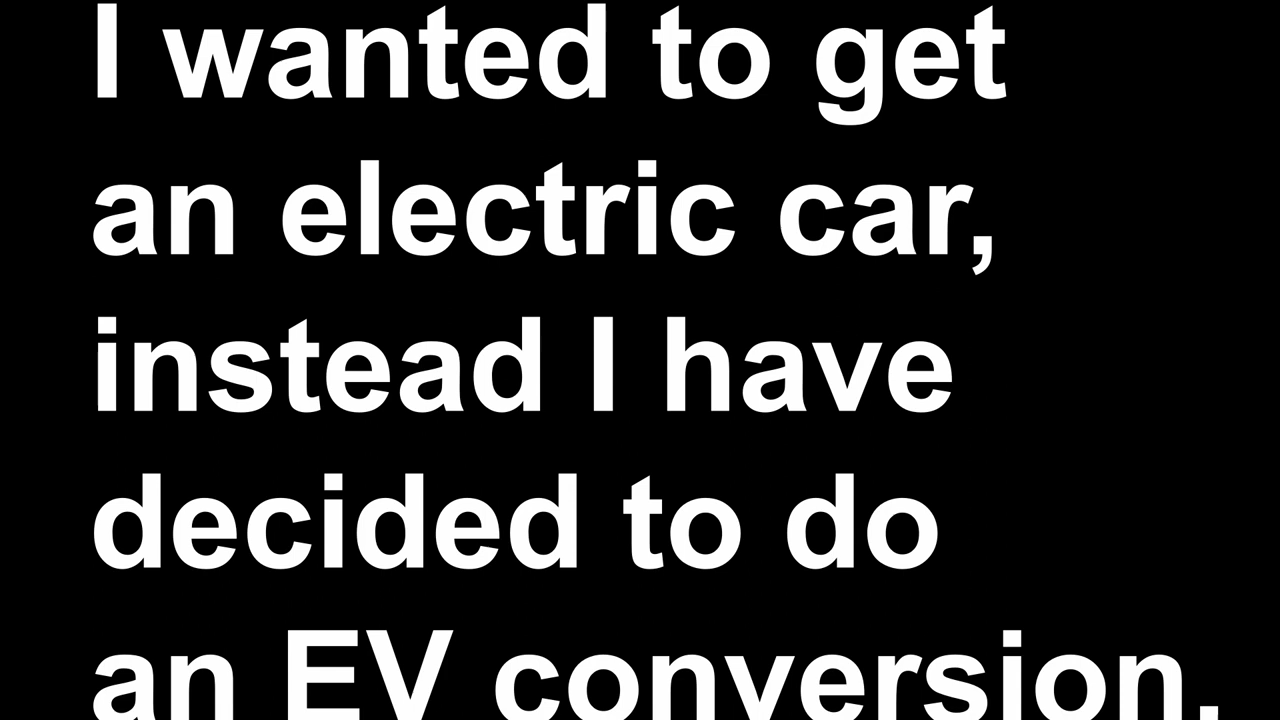 I wanted to get
an electric car,
instead I have
decided to do
an EV conversion.